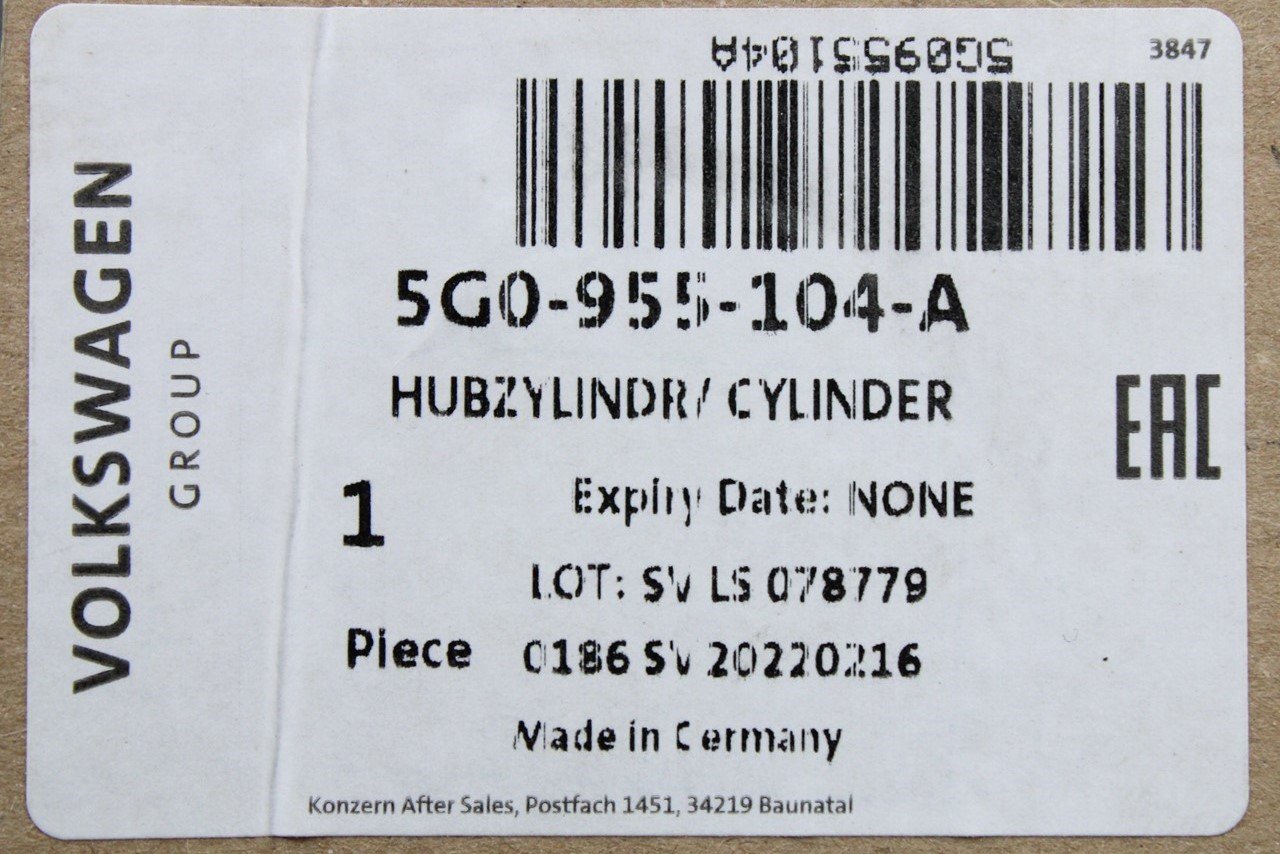 5G0955104A
3847
VOLKSWAGEN
GROUP
5G0-955-104-A
HUBZYLINDR/ CYLINDER
EAC
1
Expiry Date: NONE
LOT: SV LS 078779
Piece
0186 SV 20220216
Made in Germany
Konzern After Sales, Postfach 1451, 34219 Baunatal